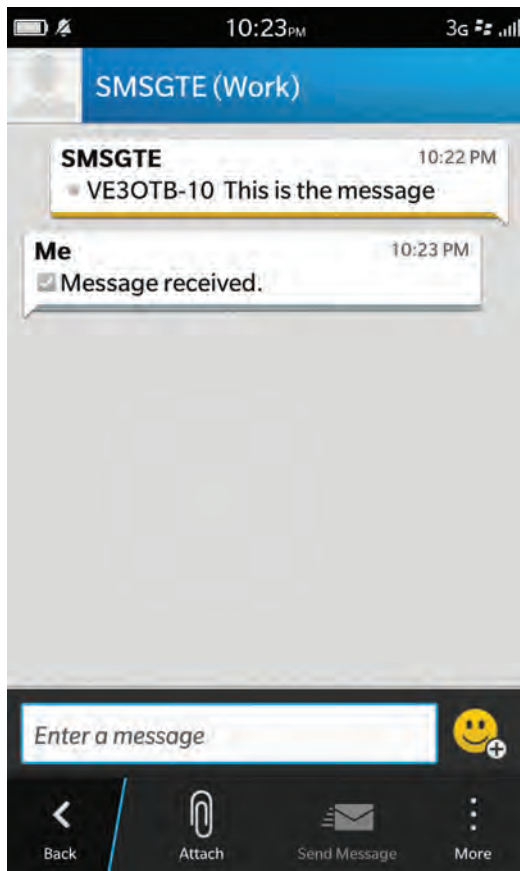 10:23PM
3G
SMSGTE (Work)
SMSGTE 10:22 PM
VE3OTB-10 This is the message
Me 10:23 PM
Message received.
Enter a message
Back Attach Send Message More